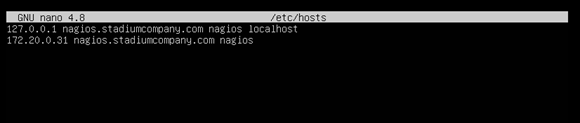 GNU nano 4.8 /etc/hosts
127.0.0.1 nagios.stadiumcompany.com nagios localhost
172.20.0.31 nagios.stadiumcompany.com nagios